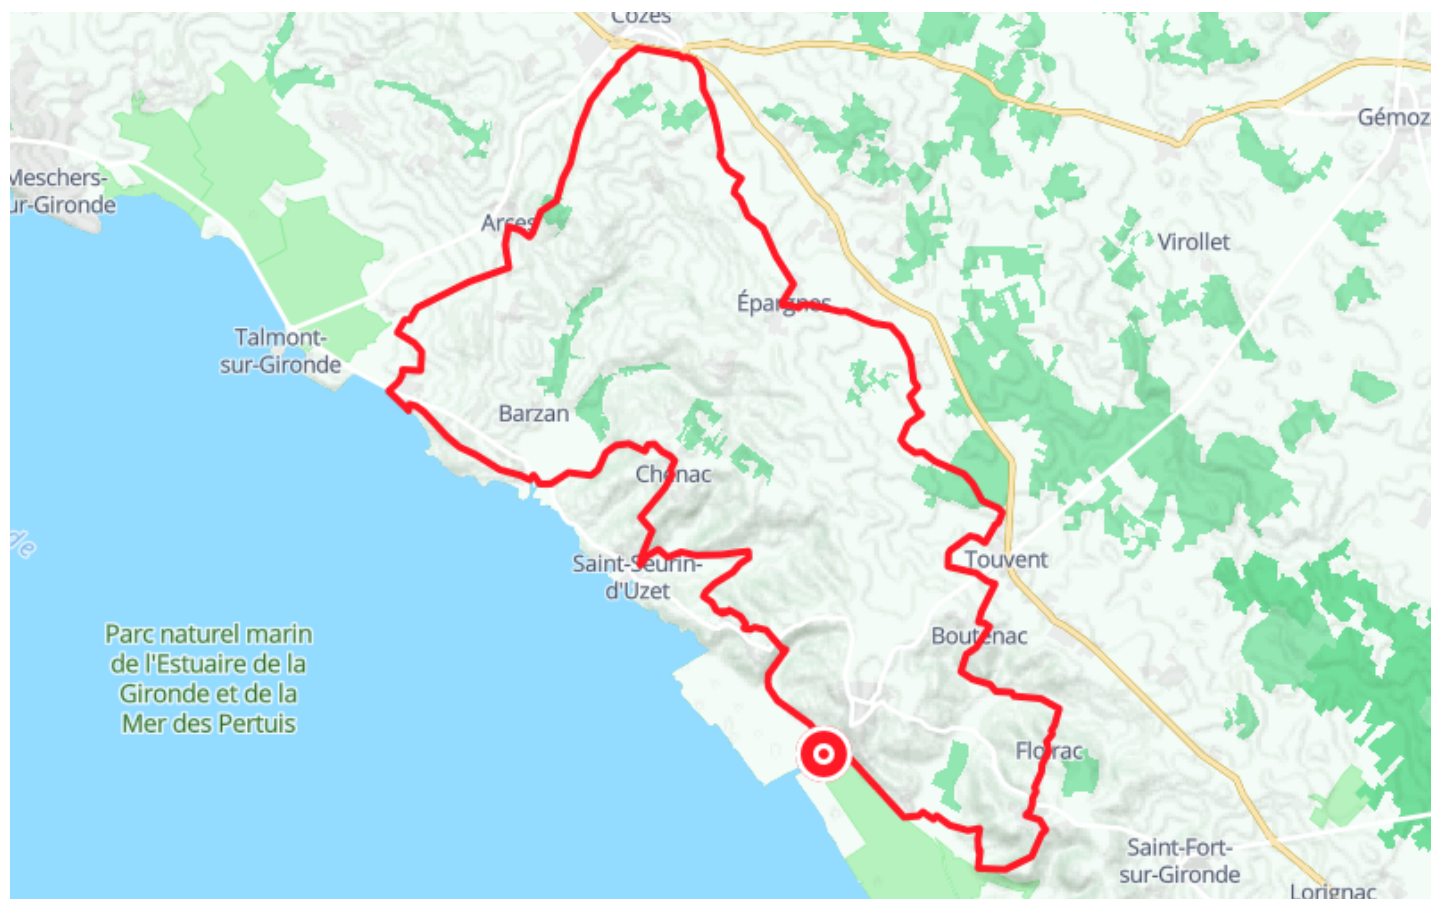 Cozes
Gémoz
Meschers-
ur-Gironde
Arces
Virollet
Épargnes
Talmont-
sur-Gironde
Barzan
Chenac
de
Saint-Seurin-
d'Uzet
Touvent
Parc naturel marin
de l'Estuaire de la
Gironde et de la
Mer des Pertuis
Boutenac
Floirac
Saint-Fort-
sur-Gironde
Lorignac